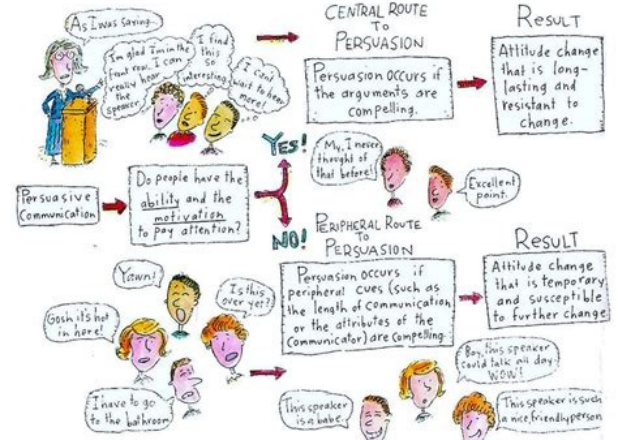 As I was saying...
I'm glad I'm in the
front row. I can
really hear
the
speaker.
I find
this
so
interesting
I can't
wait to hear
more!
CENTRAL ROUTE
TO
PERSUASION
Persuasion occurs if
the arguments are
compelling.
RESULT
Attitude change
that is long-
lasting and
resistant to
change.
YES!
My, I never
thought of
that before!
Excellent
point.
Persuasive
Communication
Do people have the
ability and the
motivation
to pay attention?
NO!
PERIPHERAL ROUTE
TO
PERSUASION
Persuasion occurs if
peripheral cues (such as
the length of communication
or the attributes of the
communicator) are compelling.
RESULT
Attitude change
that is temporary
and susceptible
to further change
Yawn!
Is this
over yet?
Gosh it's hot
in here!
I have to go
to the bathroom
Boy, this speaker
could talk all day
WOW!
This speaker
is a babe
This speaker is such
a nice, friendly person